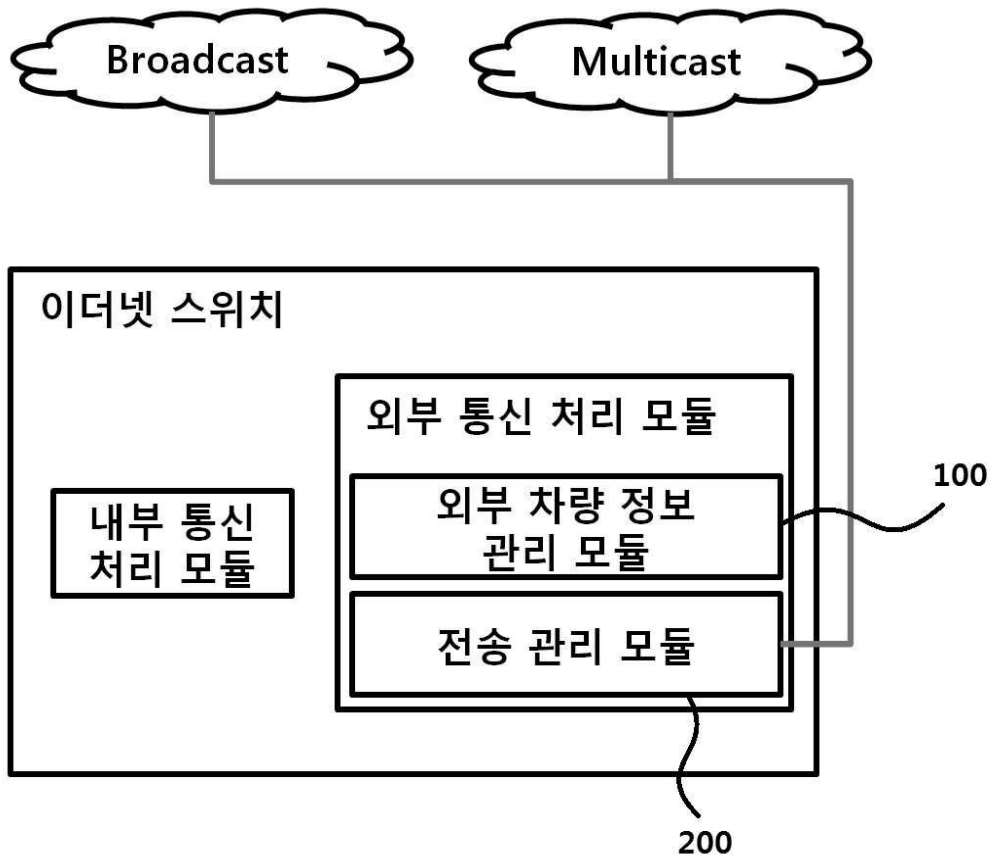 Broadcast
Multicast
이더넷 스위치
외부 통신 처리 모듈
내부 통신
처리 모듈
외부 차량 정보
관리 모듈
100
전송 관리 모듈
200